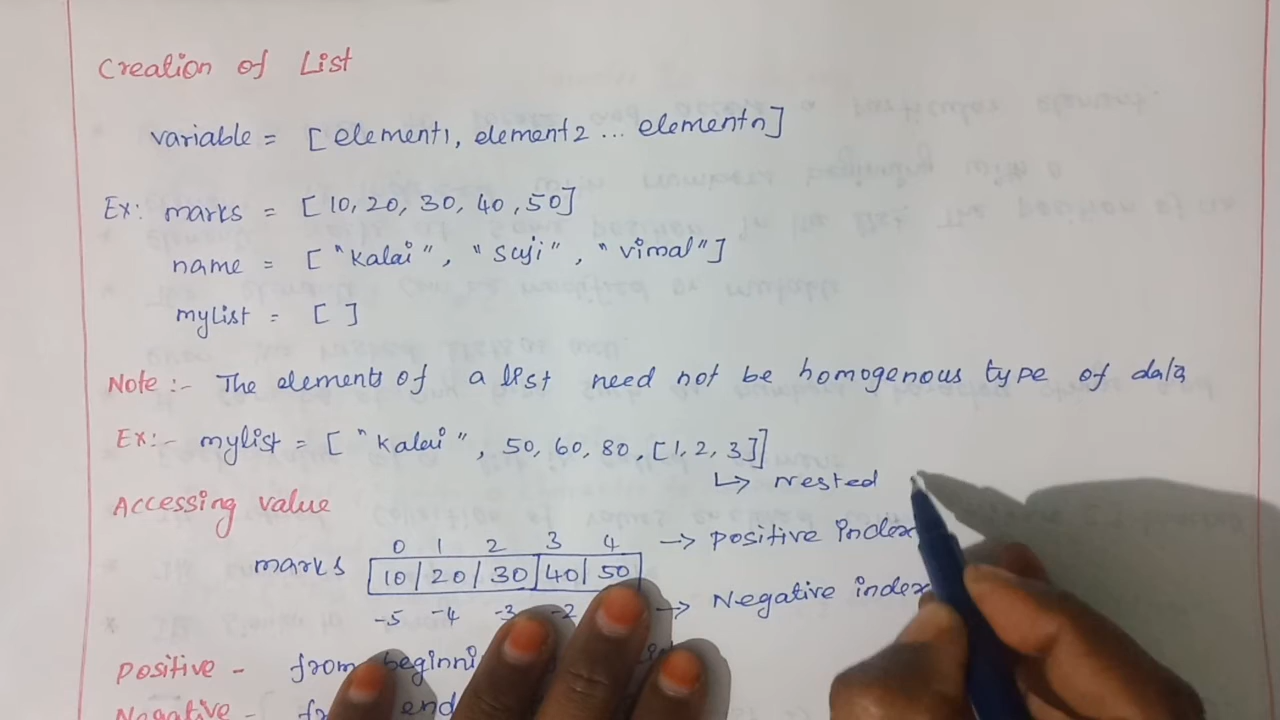 Creation of List
variable = [element1, element2 ... elementn]
Ex: marks = [10, 20, 30, 40, 50]
name = ["Kalai", "Suji", "Vimal"]
mylist = [ ]
Note :- The elements of a list need not be homogenous type of data
Ex:- mylist = ["Kalai", 50, 60, 80, [1, 2, 3]]
↳ nested
Accessing value
0 1 2 3 4 → positive index
marks 10 20 30 40 50
-5 -4 -3 -2 → Negative index
positive - from
Negative - end